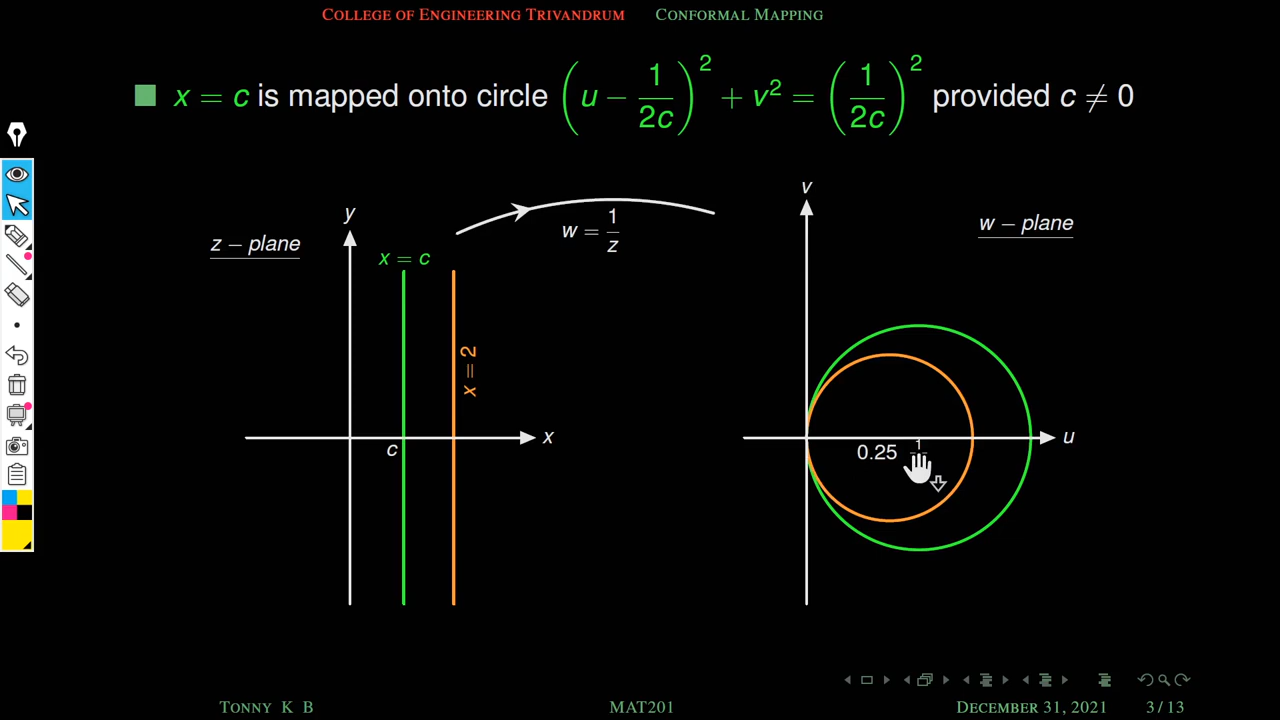 COLLEGE OF ENGINEERING TRIVANDRUM CONFORMAL MAPPING
x = c is mapped onto circle (u − 1/2c)² + v² = (1/2c)² provided c ≠ 0
z − plane
y
x = c
w = 1/z
v
w − plane
x = 2
c
x
0.25
u
TONNY K B MAT201 DECEMBER 31, 2021 3 / 13